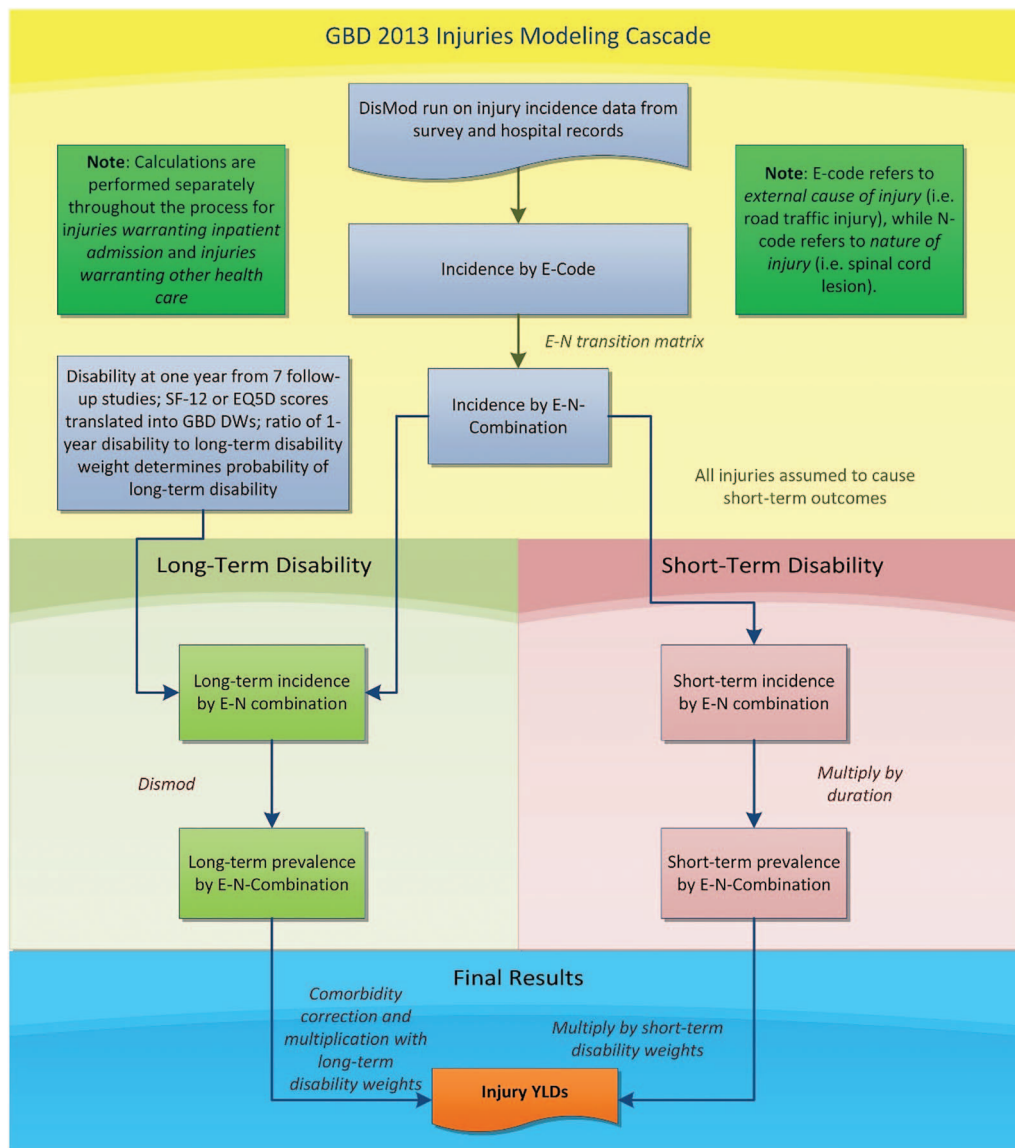 GBD 2013 Injuries Modeling Cascade
DisMod run on injury incidence data from
survey and hospital records
Note: Calculations are
performed separately
throughout the process for
injuries warranting inpatient
admission and injuries
warranting other health
care
Note: E-code refers to
external cause of injury (i.e.
road traffic injury), while N-
code refers to nature of
injury (i.e. spinal cord
lesion).
Incidence by E-Code
E-N transition matrix
Disability at one year from 7 follow-
up studies; SF-12 or EQ5D scores
translated into GBD DWs; ratio of 1-
year disability to long-term disability
weight determines probability of
long-term disability
Incidence by E-N-
Combination
All injuries assumed to cause
short-term outcomes
Long-Term Disability
Short-Term Disability
Long-term incidence
by E-N combination
Short-term incidence
by E-N combination
Dismod
Multiply by
duration
Long-term prevalence
by E-N-Combination
Short-term prevalence
by E-N-Combination
Final Results
Comorbidity
correction and
multiplication with
long-term
disability weights
Multiply by short-term
disability weights
Injury YLDs